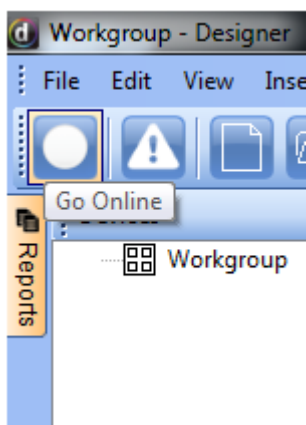 Workgroup - Designer
File Edit View Inse
Go Online
Workgroup
Reports